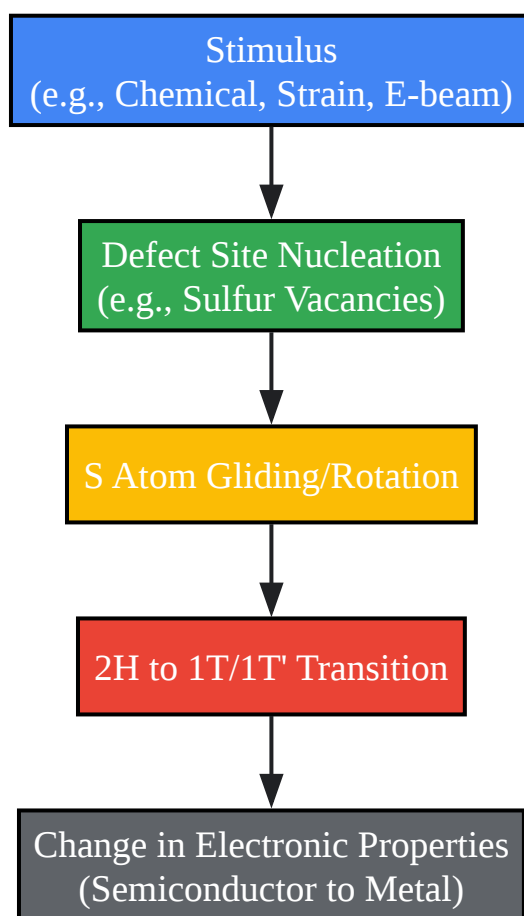 Stimulus
(e.g., Chemical, Strain, E-beam)
Defect Site Nucleation
(e.g., Sulfur Vacancies)
S Atom Gliding/Rotation
2H to 1T/1T' Transition
Change in Electronic Properties
(Semiconductor to Metal)